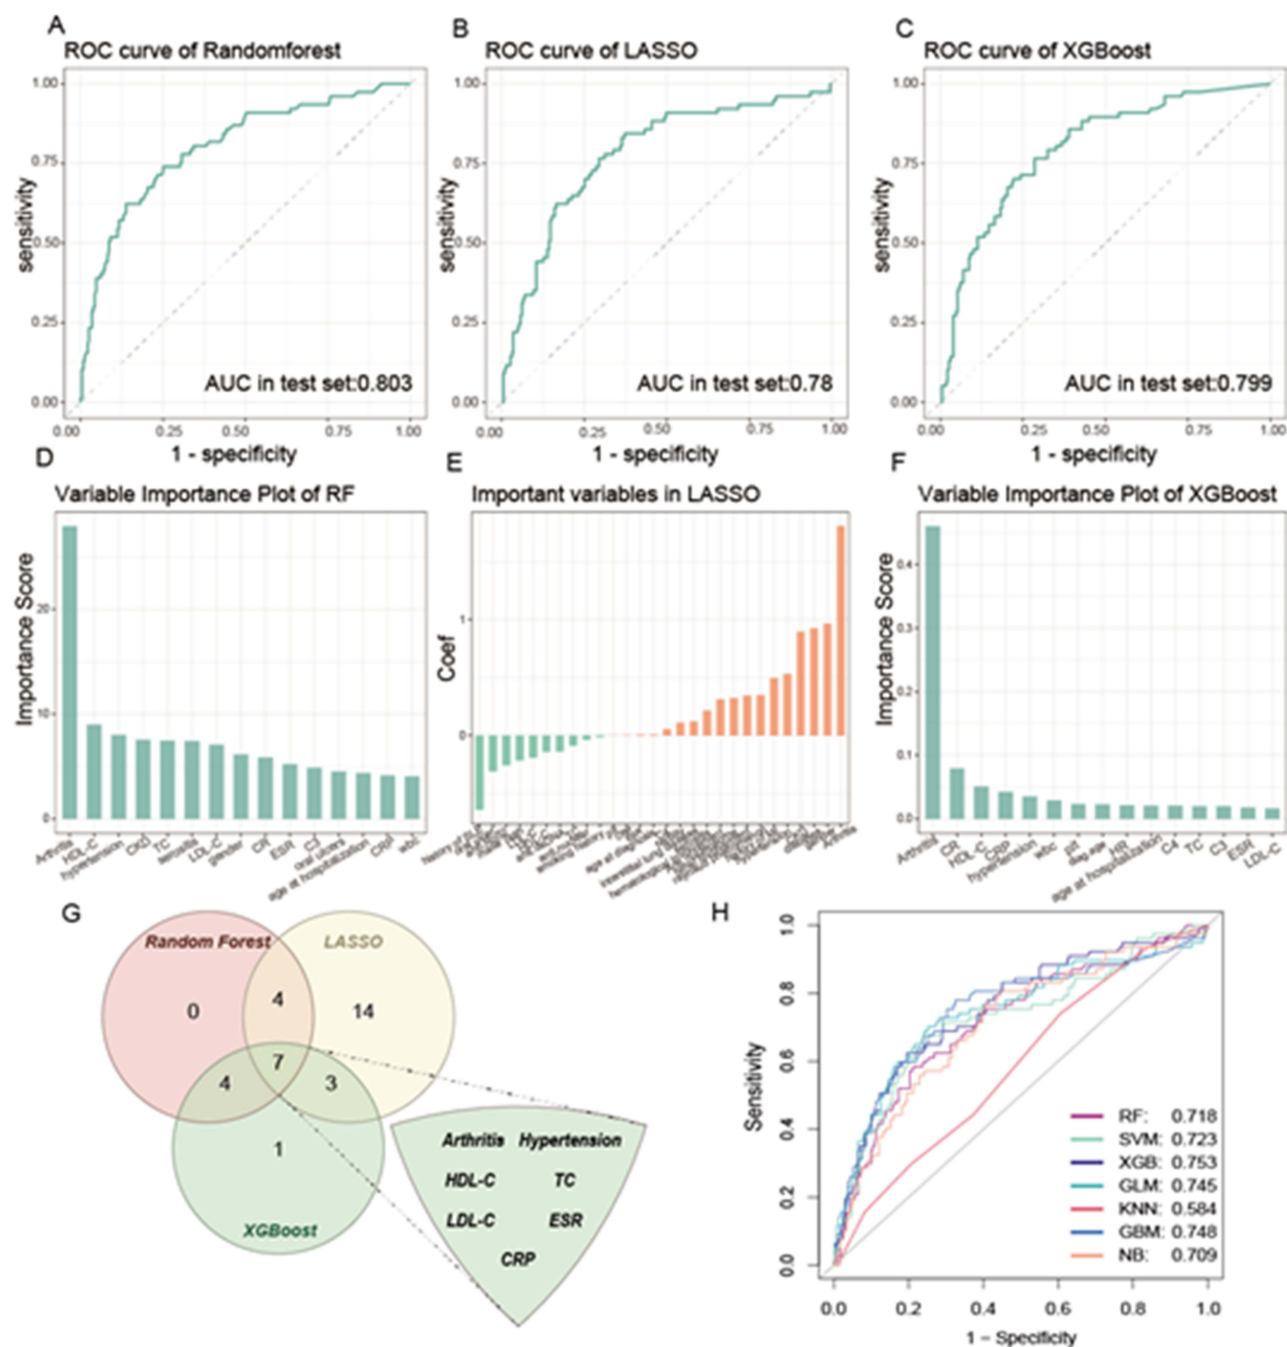 A
ROC curve of Randomforest
1.00
0.75
0.50
0.25
0.00
sensitivity
AUC in test set:0.803
0.00 0.25 0.50 0.75 1.00
1 - specificity
B
ROC curve of LASSO
1.00
0.75
0.50
0.25
0.00
sensitivity
AUC in test set:0.78
0.00 0.25 0.50 0.75 1.00
1 - specificity
C
ROC curve of XGBoost
1.00
0.75
0.50
0.25
0.00
sensitivity
AUC in test set:0.799
0.00 0.25 0.50 0.75 1.00
1 - specificity
D
Variable Importance Plot of RF
Importance Score
20
10
0
Arthritis
HDL-C
hypertension
CKD
TC
LDL-C
gender
CR
ESR
C3
oral ulcers
age at hospitalization
CRP
wbc
E
Important variables in LASSO
Coef
1
0
smoking history
age at diagnosis
interstitial lung
Arthritis
F
Variable Importance Plot of XGBoost
Importance Score
0.4
0.3
0.2
0.1
0.0
Arthritis
CR
HDL-C
CRP
hypertension
wbc
plt
diag.age
HR
age at hospitalization
C4
TC
C3
ESR
LDL-C
G
Random Forest
LASSO
0
4
14
7
4
3
1
XGBoost
Arthritis Hypertension
HDL-C TC
LDL-C ESR
CRP
H
Sensitivity
1.0
0.8
0.6
0.4
0.2
0.0
RF: 0.718
SVM: 0.723
XGB: 0.753
GLM: 0.745
KNN: 0.584
GBM: 0.748
NB: 0.709
0.0 0.2 0.4 0.6 0.8 1.0
1 - Specificity